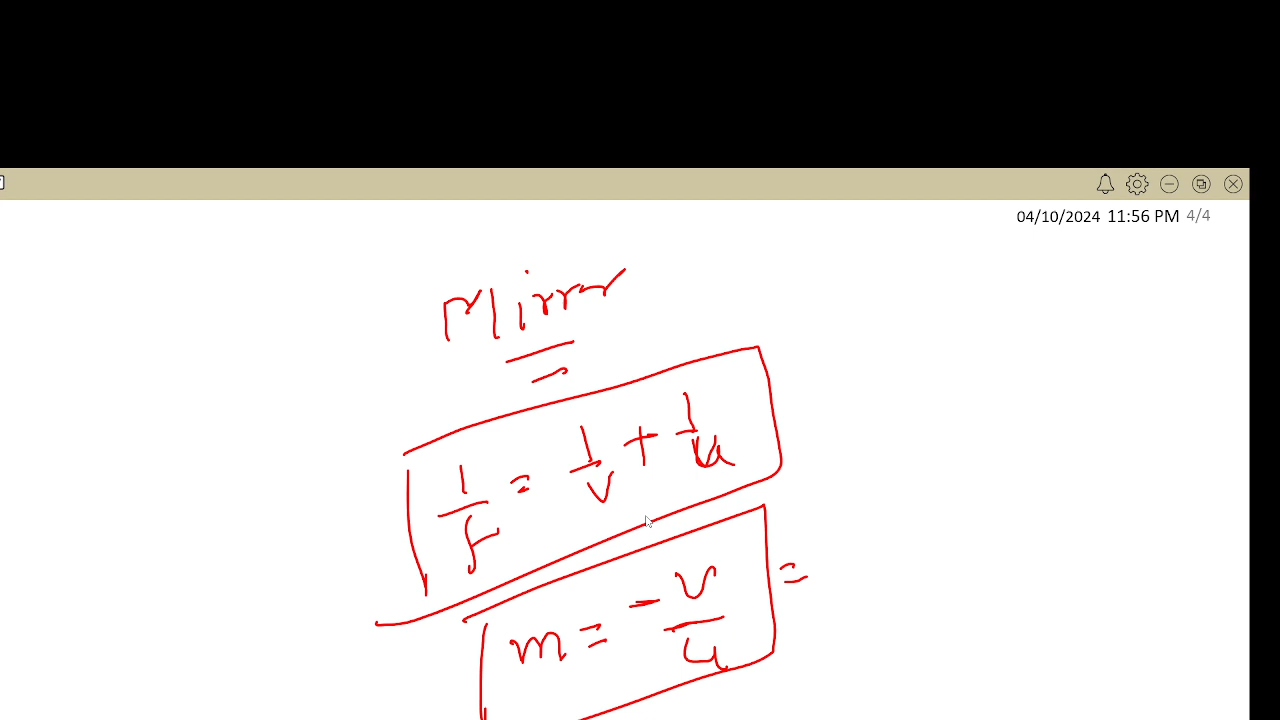 04/10/2024 11:56 PM 4/4
Mirror
1/f = 1/v + 1/u
m = -v/u =